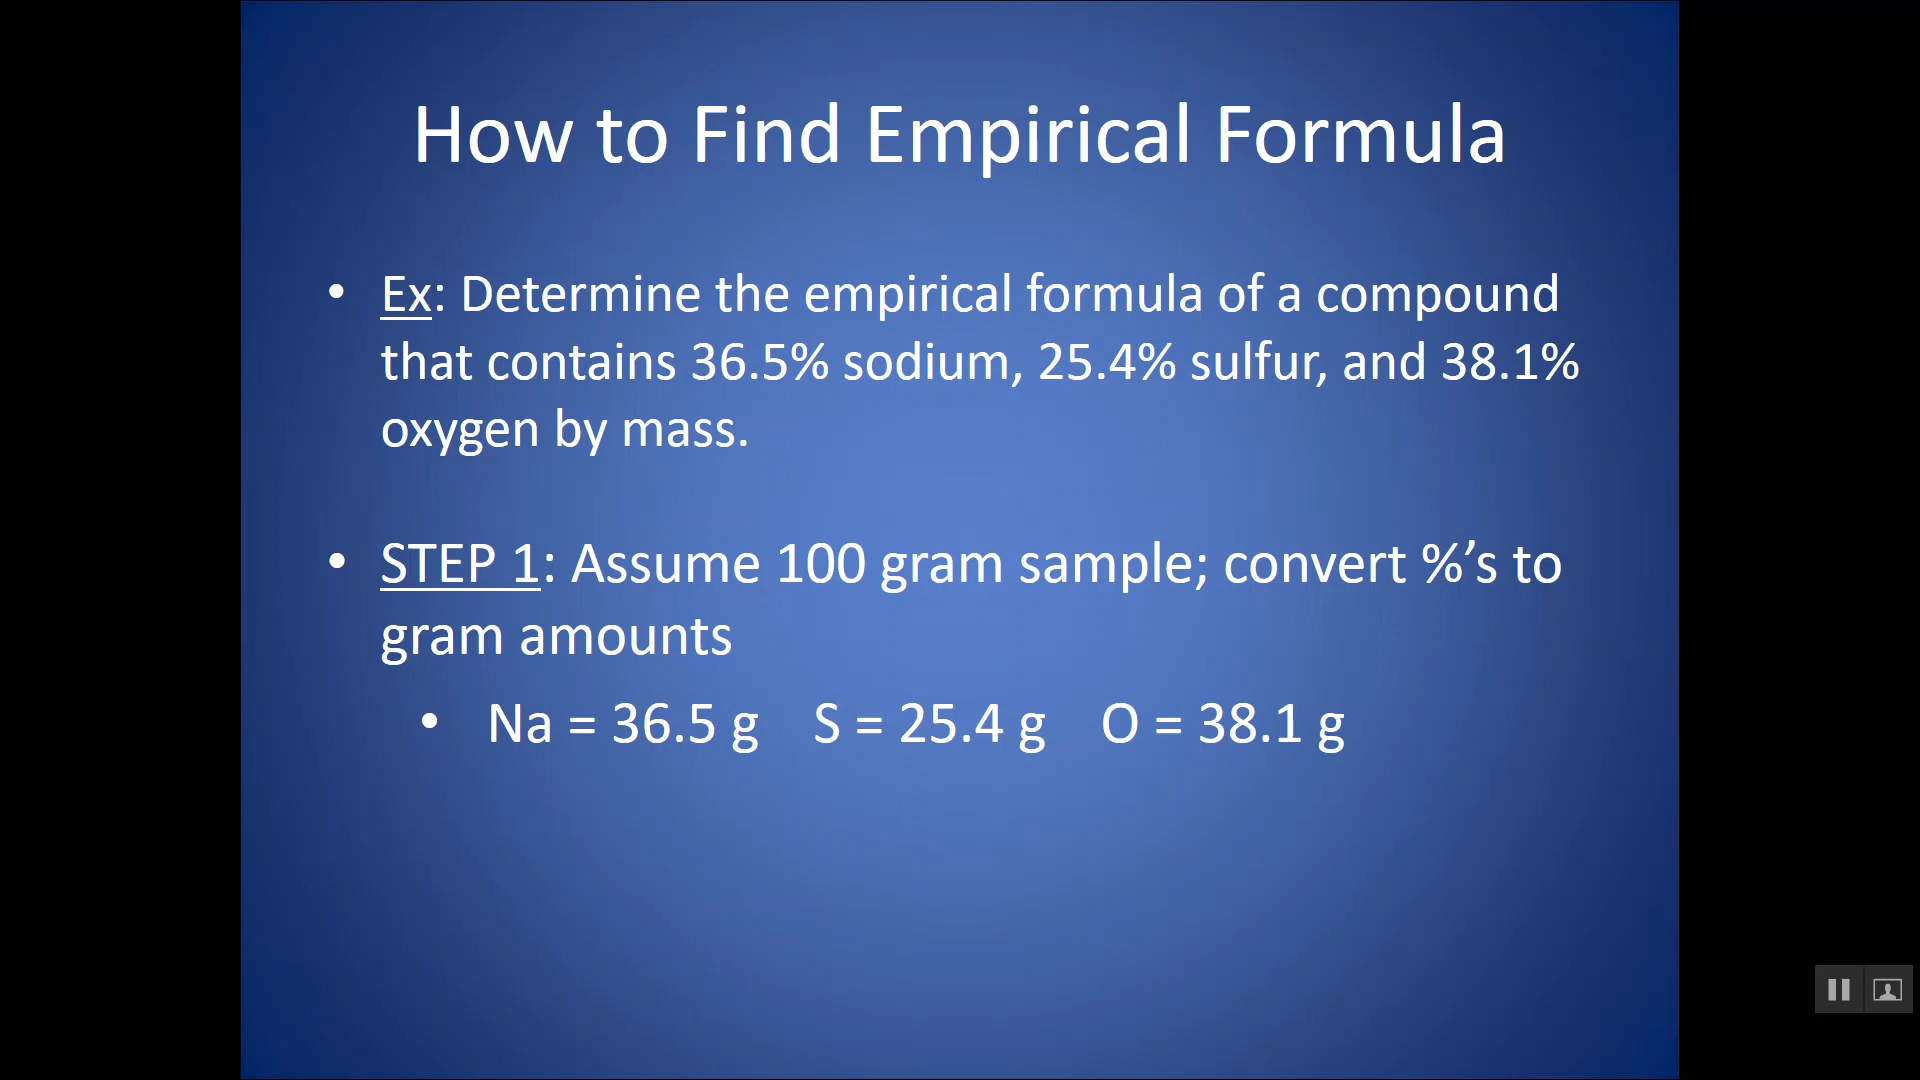 How to Find Empirical Formula
• Ex: Determine the empirical formula of a compound
that contains 36.5% sodium, 25.4% sulfur, and 38.1%
oxygen by mass.
• STEP 1: Assume 100 gram sample; convert %’s to
gram amounts
• Na = 36.5 g S = 25.4 g O = 38.1 g